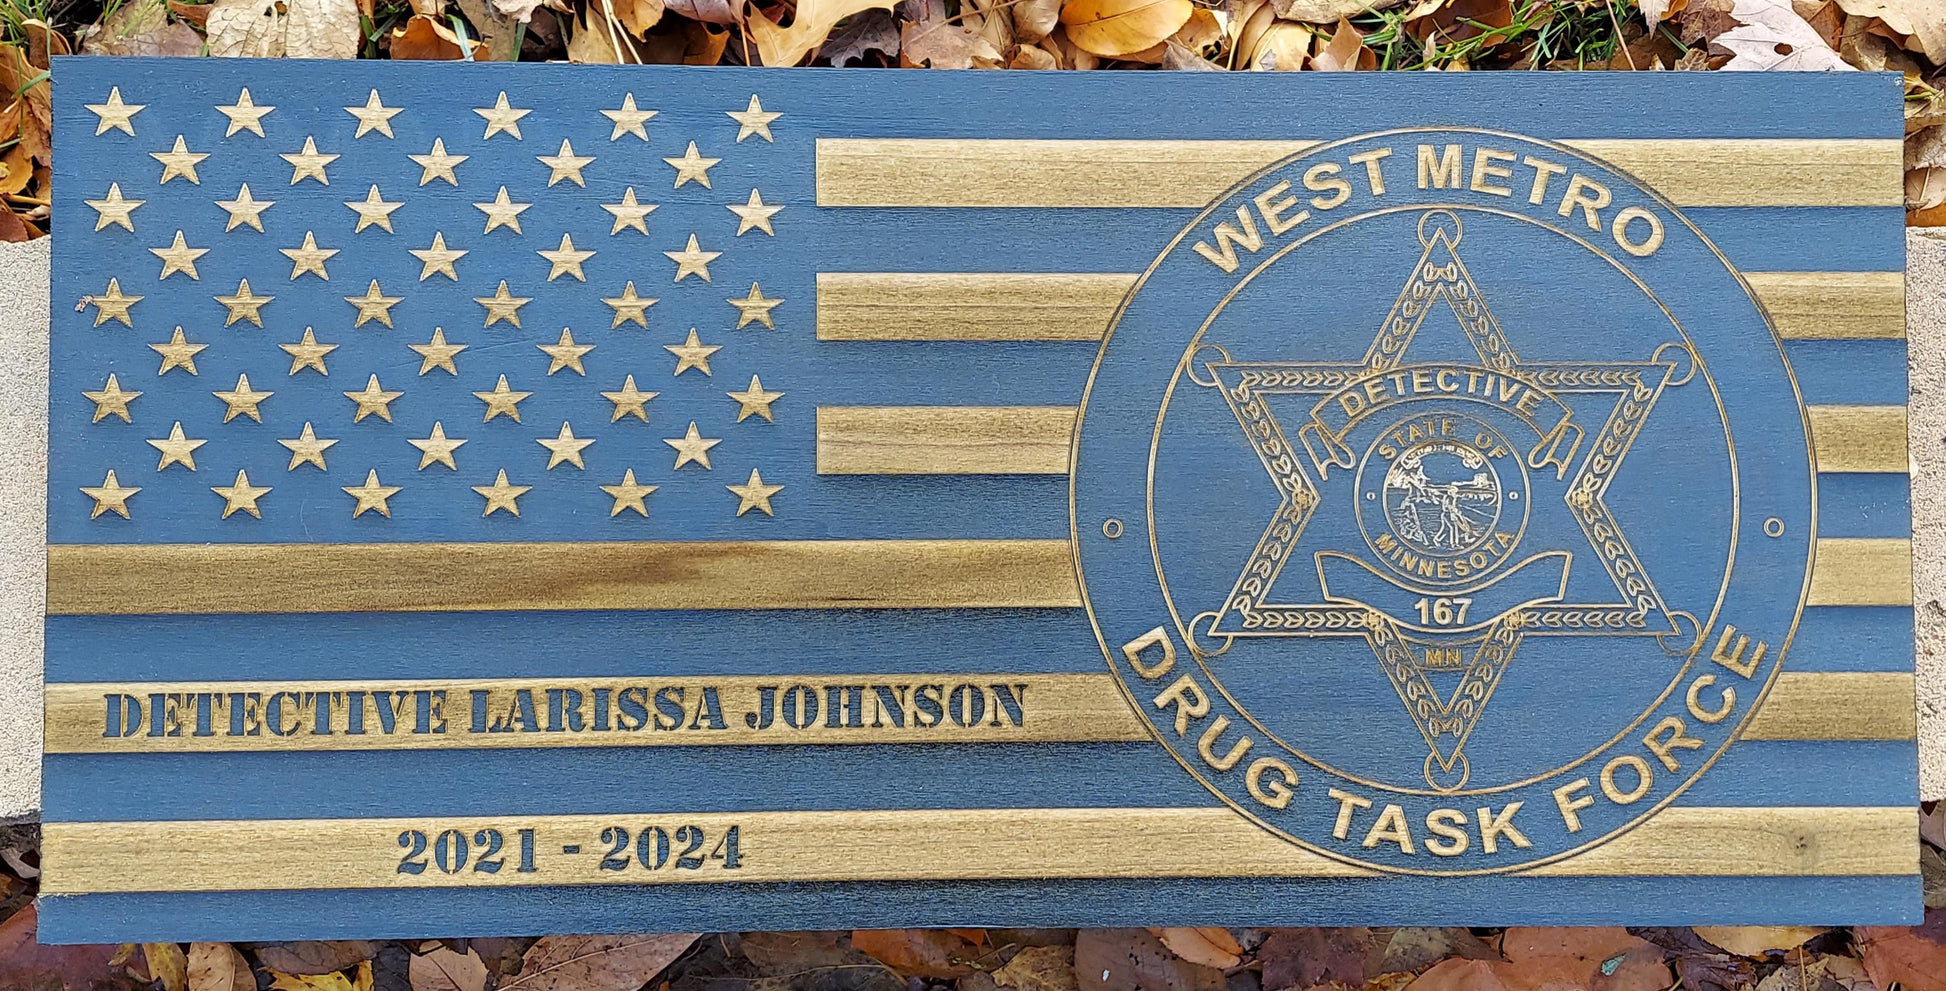 WEST METRO
DETECTIVE
STATE OF
MINNESOTA
167
MN
DRUG TASK FORCE
DETECTIVE LARISSA JOHNSON
2021 - 2024